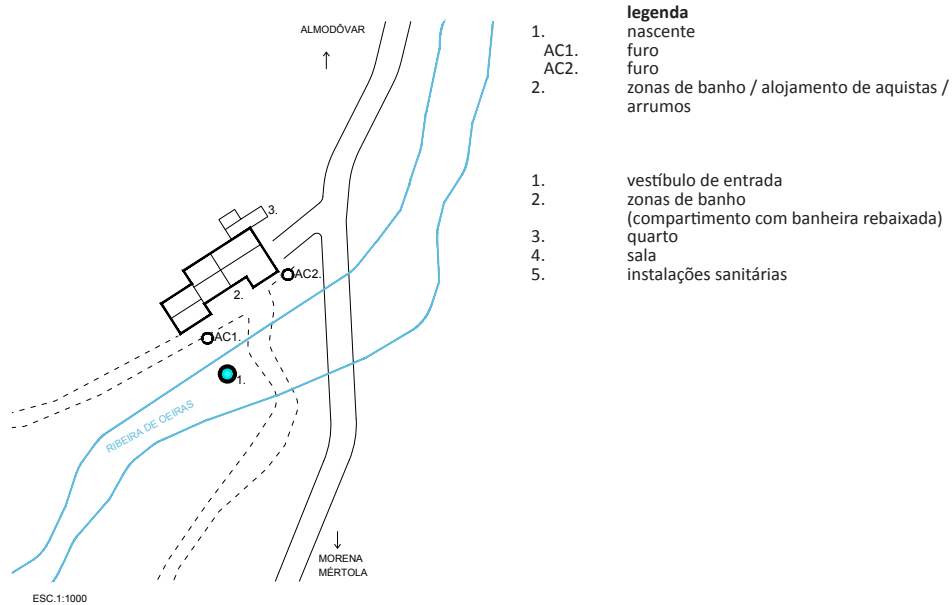 ALMODÔVAR
3.
AC2.
2.
AC1.
1.
RIBEIRA DE OEIRAS
MORENA
MÉRTOLA
ESC.1:1000
legenda
1. nascente
AC1. furo
AC2. furo
2. zonas de banho / alojamento de aquistas /
arrumos
1. vestíbulo de entrada
2. zonas de banho
(compartimento com banheira rebaixada)
3. quarto
4. sala
5. instalações sanitárias